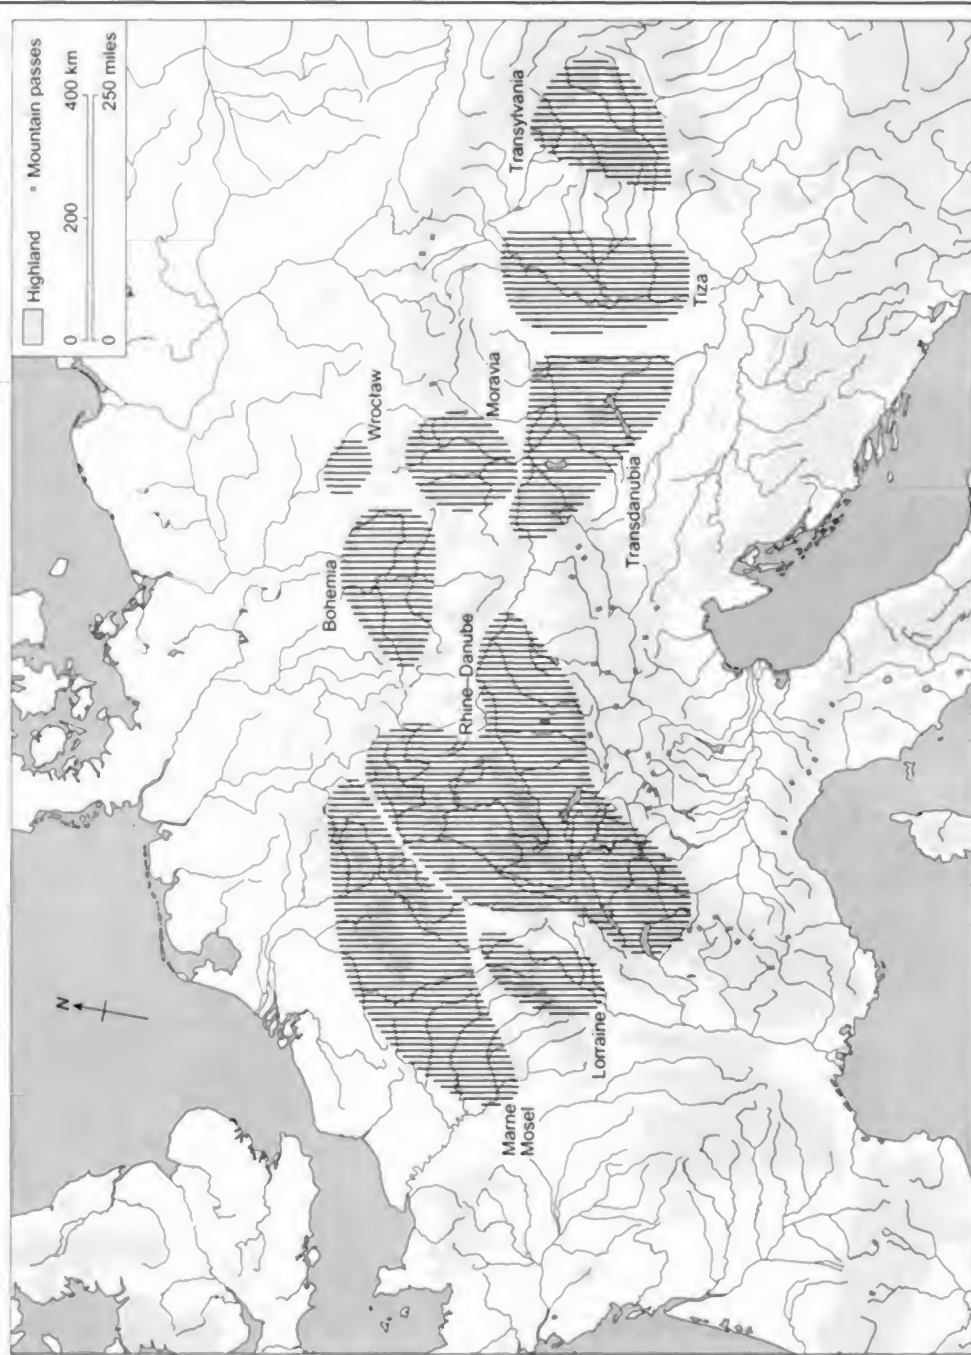 Highland
Mountain passes
0 200 400 km
0 250 miles
N
Transylvania
Tiza
Wrocław
Moravia
Transdanubia
Bohemia
Rhine–Danube
Lorraine
Marne
Mosel